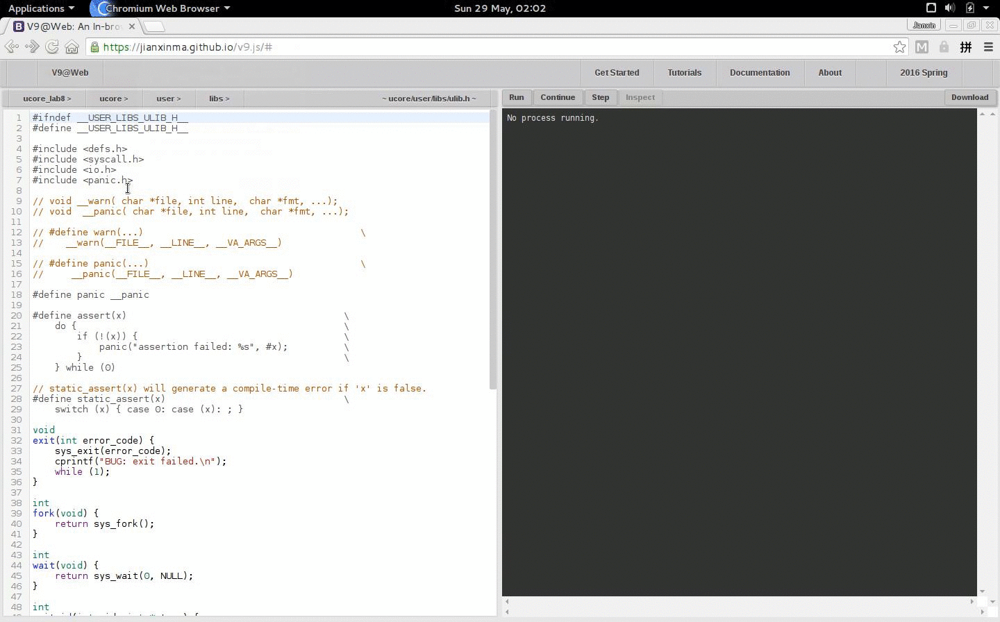 Applications Chromium Web Browser Sun 29 May, 02:02
V9@Web: An In-bro Jianxin
https://jianxinma.github.io/v9.js/# M 拼
V9@Web Get Started Tutorials Documentation About 2016 Spring
ucore_lab8 > ucore > user > libs > ~ ucore/user/libs/ulib.h ~ Run Continue Step Inspect Download
No process running.
1 #ifndef __USER_LIBS_ULIB_H__
2 #define __USER_LIBS_ULIB_H__
3
4 #include <defs.h>
5 #include <syscall.h>
6 #include <io.h>
7 #include <panic.h>
8
9 // void __warn( char *file, int line,  char *fmt, ...);
10 // void  __panic( char *file, int line,  char *fmt, ...);
11
12 // #define warn(...) \
13 //    __warn(__FILE__, __LINE__, __VA_ARGS__)
14
15 // #define panic(...) \
16 //     __panic(__FILE__, __LINE__, __VA_ARGS__)
17
18 #define panic __panic
19
20 #define assert(x) \
21     do { \
22         if (!(x)) { \
23             panic("assertion failed: %s", #x); \
24         } \
25     } while (0)
26
27 // static_assert(x) will generate a compile-time error if 'x' is false.
28 #define static_assert(x) \
29     switch (x) { case 0: case (x): ; }
30
31 void
32 exit(int error_code) {
33     sys_exit(error_code);
34     cprintf("BUG: exit failed.\n");
35     while (1);
36 }
37
38 int
39 fork(void) {
40     return sys_fork();
41 }
42
43 int
44 wait(void) {
45     return sys_wait(0, NULL);
46 }
47
48 int